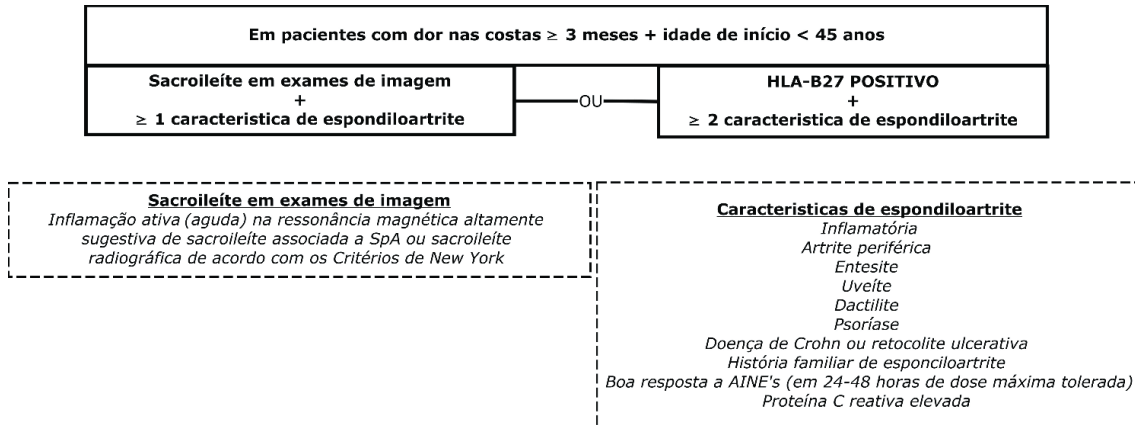 Em pacientes com dor nas costas ≥ 3 meses + idade de início < 45 anos
Sacroileíte em exames de imagem
+
≥ 1 caracteristica de espondiloartrite
OU
HLA-B27 POSITIVO
+
≥ 2 caracteristica de espondiloartrite
Sacroileíte em exames de imagem
Inflamação ativa (aguda) na ressonância magnética altamente
sugestiva de sacroileíte associada a SpA ou sacroileíte
radiográfica de acordo com os Critérios de New York
Caracteristicas de espondiloartrite
Inflamatória
Artrite periférica
Entesite
Uveíte
Dactilite
Psoríase
Doença de Crohn ou retocolite ulcerativa
História familiar de esponciloartrite
Boa resposta a AINE's (em 24-48 horas de dose máxima tolerada)
Proteína C reativa elevada